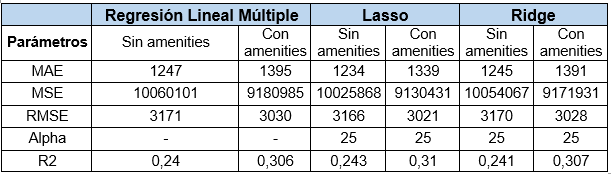 Regresión Lineal Múltiple Lasso Ridge
Parámetros Sin amenities Con amenities Sin amenities Con amenities Sin amenities Con amenities
MAE 1247 1395 1234 1339 1245 1391
MSE 10060101 9180985 10025868 9130431 10054067 9171931
RMSE 3171 3030 3166 3021 3170 3028
Alpha - - 25 25 25 25
R2 0,24 0,306 0,243 0,31 0,241 0,307